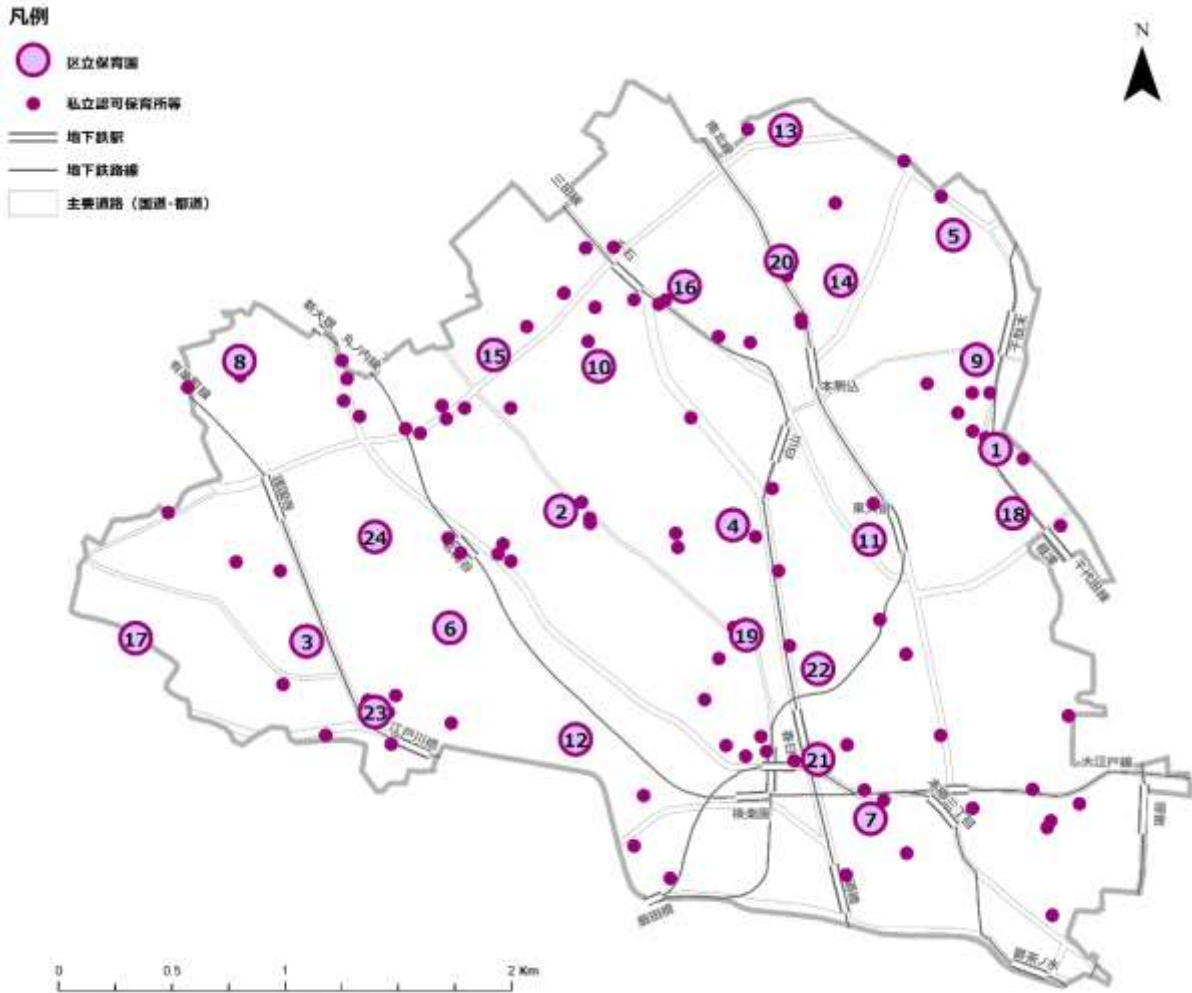 凡例
区立保育園
私立認可保育所等
地下鉄駅
地下鉄路線
主要道路（国道・都道）
N
南北線
13
三田線
5
千石
20
14
16
新大塚
丸ノ内線
15
千駄木
8
10
9
有楽町線
本駒込
白山
1
護国寺
2
4
東大前
18
24
11
茗荷谷
根津
千代田線
17
3
6
19
22
23
江戸川橋
12
春日
21
大江戸線
後楽園
本郷三丁目
7
水道橋
飯田橋
御茶ノ水
0
0.5
1
2 Km